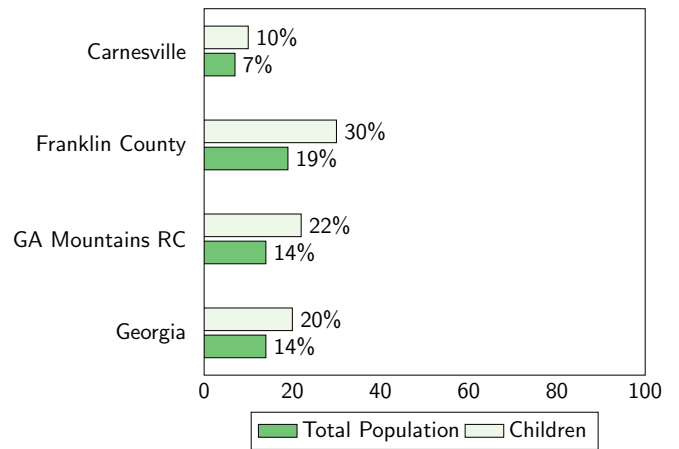 Carnesville
10%
7%
Franklin County
30%
19%
GA Mountains RC
22%
14%
Georgia
20%
14%
0 20 40 60 80 100
Total Population Children